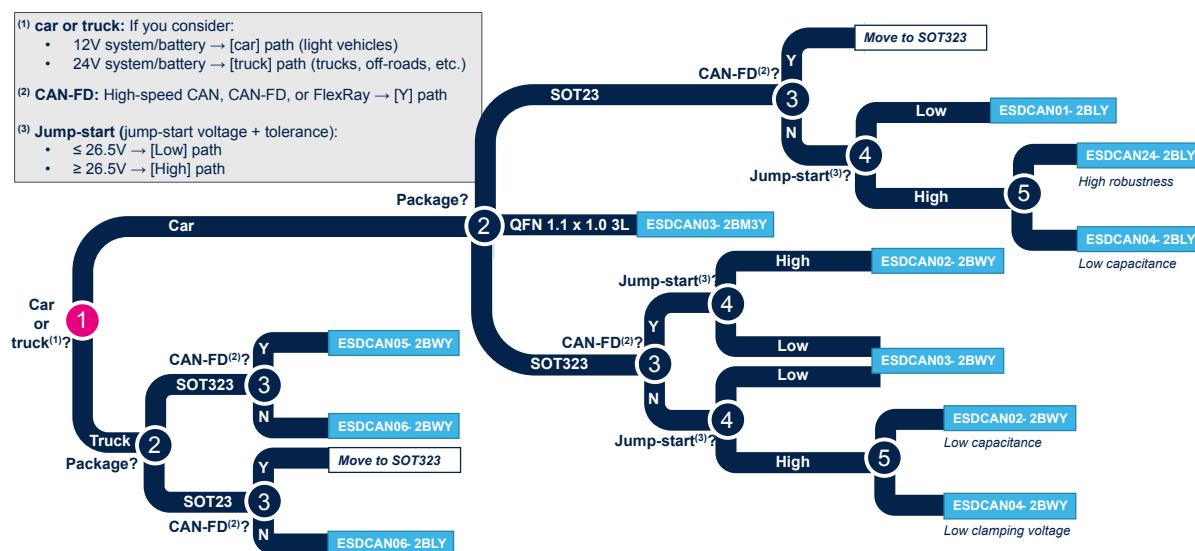 (1) car or truck: If you consider:
• 12V system/battery → [car] path (light vehicles)
• 24V system/battery → [truck] path (trucks, off-roads, etc.)
(2) CAN-FD: High-speed CAN, CAN-FD, or FlexRay → [Y] path
(3) Jump-start (jump-start voltage + tolerance):
• ≤ 26.5V → [Low] path
• ≥ 26.5V → [High] path
Car
or
truck(1)?
1
Car
Package?
2
SOT23
CAN-FD(2)?
3
Y
Move to SOT323
N
Jump-start(3)?
4
Low
ESDCAN01- 2BLY
High
5
ESDCAN24- 2BLY
High robustness
ESDCAN04- 2BLY
Low capacitance
QFN 1.1 x 1.0 3L
ESDCAN03- 2BM3Y
SOT323
CAN-FD(2)?
3
Y
Jump-start(3)?
4
High
ESDCAN02- 2BWY
Low
ESDCAN03- 2BWY
N
Jump-start(3)?
4
Low
High
5
ESDCAN02- 2BWY
Low capacitance
ESDCAN04- 2BWY
Low clamping voltage
Truck
Package?
2
SOT323
CAN-FD(2)?
3
Y
ESDCAN05- 2BWY
N
ESDCAN06- 2BWY
SOT23
CAN-FD(2)?
3
Y
Move to SOT323
N
ESDCAN06- 2BLY